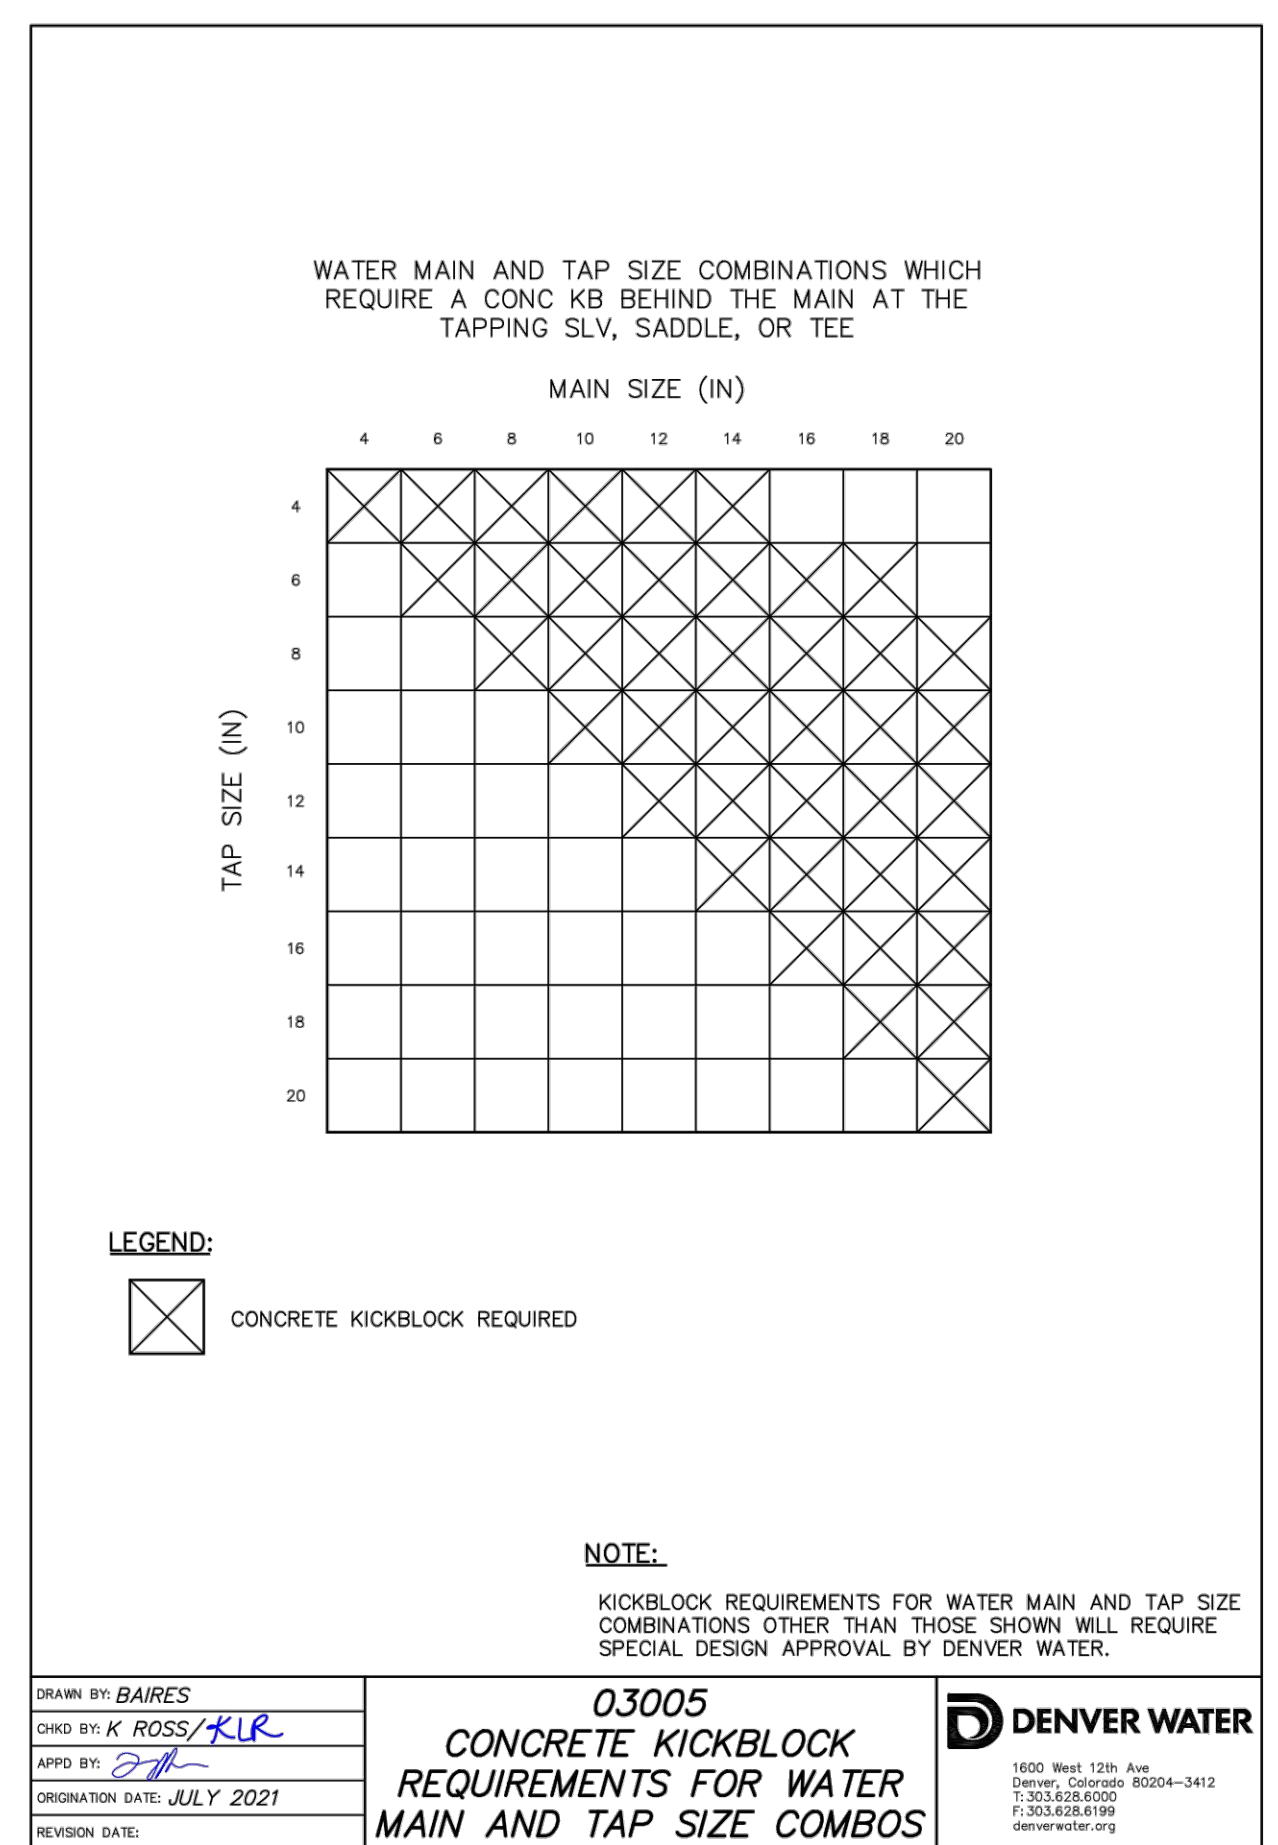 WATER MAIN AND TAP SIZE COMBINATIONS WHICH
REQUIRE A CONC KB BEHIND THE MAIN AT THE
TAPPING SLV, SADDLE, OR TEE
MAIN SIZE (IN)
4 6 8 10 12 14 16 18 20
TAP SIZE (IN)
4
6
8
10
12
14
16
18
20
LEGEND:
CONCRETE KICKBLOCK REQUIRED
NOTE:
KICKBLOCK REQUIREMENTS FOR WATER MAIN AND TAP SIZE
COMBINATIONS OTHER THAN THOSE SHOWN WILL REQUIRE
SPECIAL DESIGN APPROVAL BY DENVER WATER.
DRAWN BY: BAIRES
CHKD BY: K ROSS/KLR
APPD BY:
ORIGINATION DATE: JULY 2021
REVISION DATE:
03005
CONCRETE KICKBLOCK
REQUIREMENTS FOR WATER
MAIN AND TAP SIZE COMBOS
DENVER WATER
1600 West 12th Ave
Denver, Colorado 80204-3412
T: 303.628.6000
F: 303.628.6199
denverwater.org